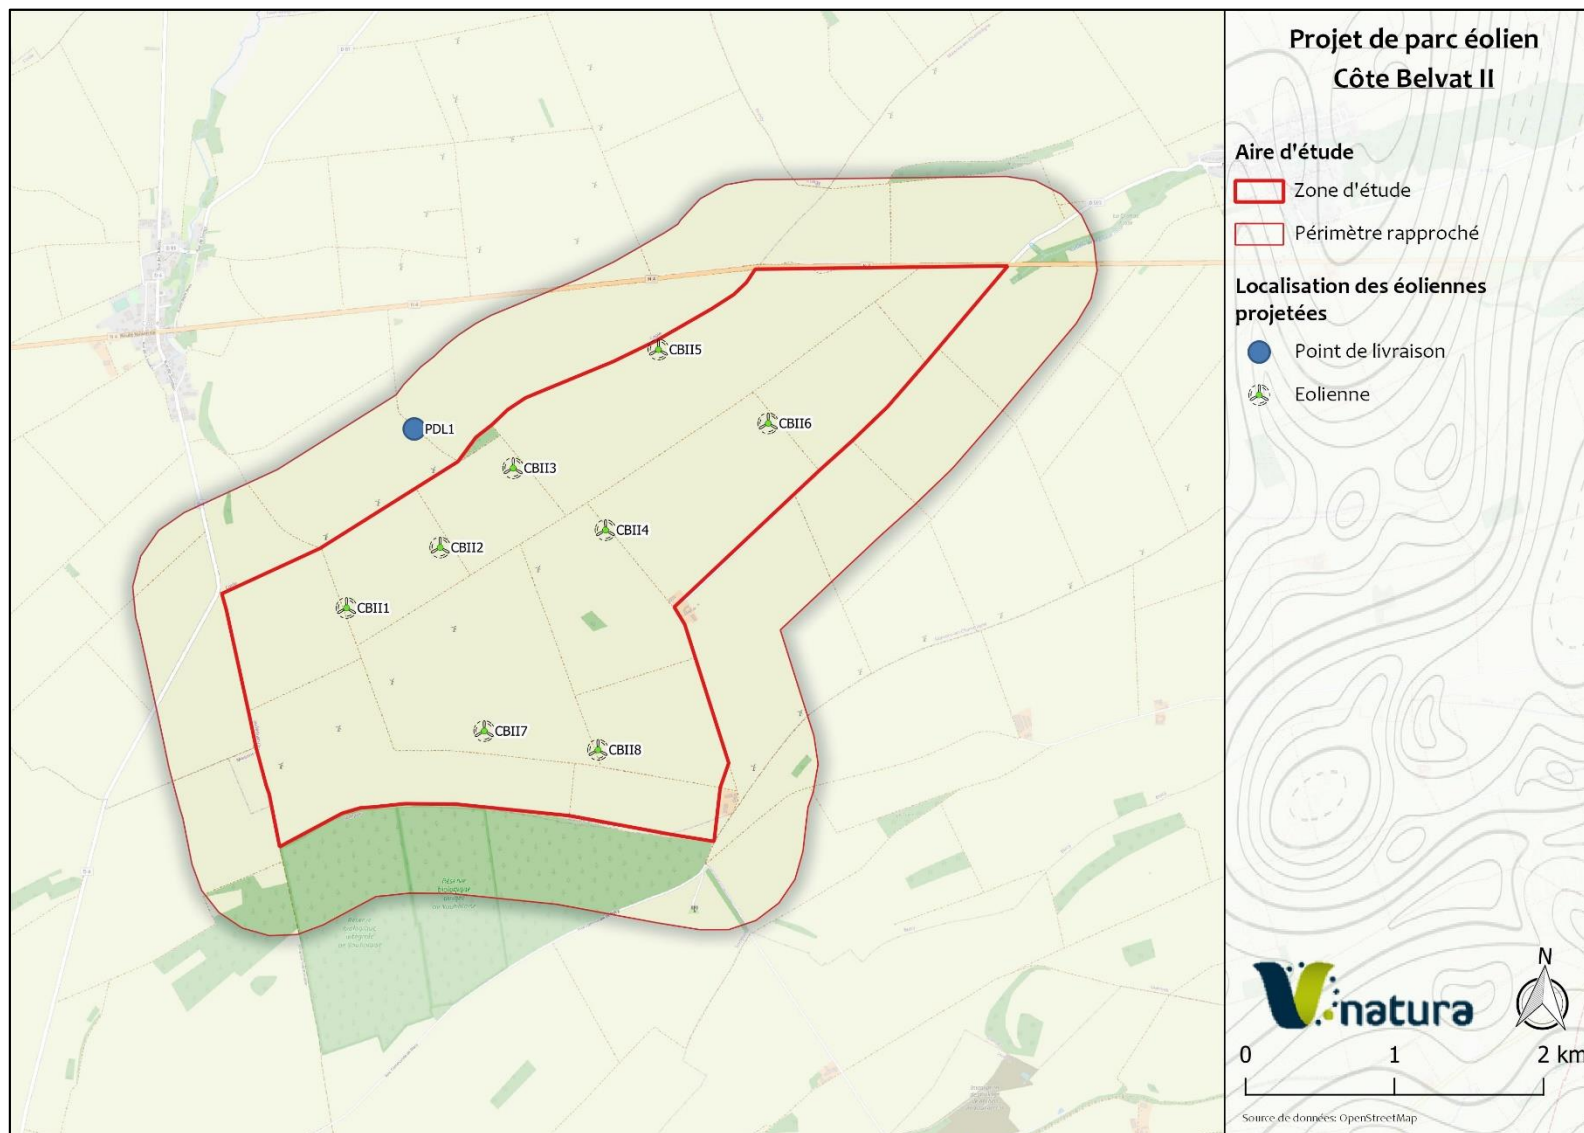 Projet de parc éolien
Côte Belvat II
Aire d'étude
Zone d'étude
Périmètre rapproché
Localisation des éoliennes
projetées
Point de livraison
Eolienne
CBII5
CBII6
PDL1
CBII3
CBII4
CBII2
CBII1
CBII7
CBII8
natura
N
0 1 2 km
Source de données: OpenStreetMap